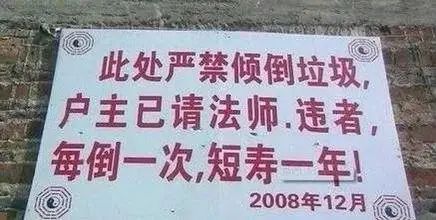 此处严禁倾倒垃圾,
户主已请法师.违者,
每倒一次,短寿一年!
2008年12月